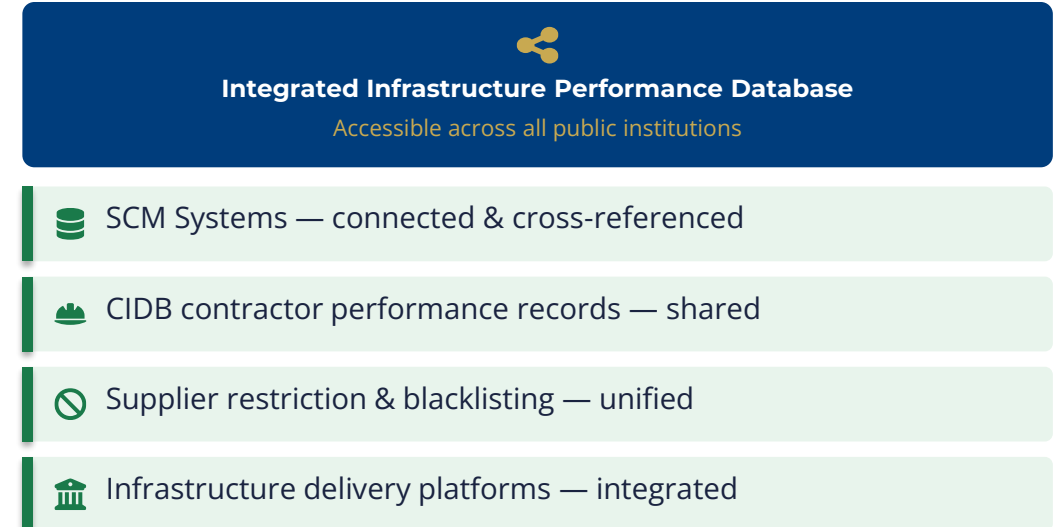 Integrated Infrastructure Performance Database
Accessible across all public institutions
SCM Systems — connected & cross-referenced
CIDB contractor performance records — shared
Supplier restriction & blacklisting — unified
Infrastructure delivery platforms — integrated